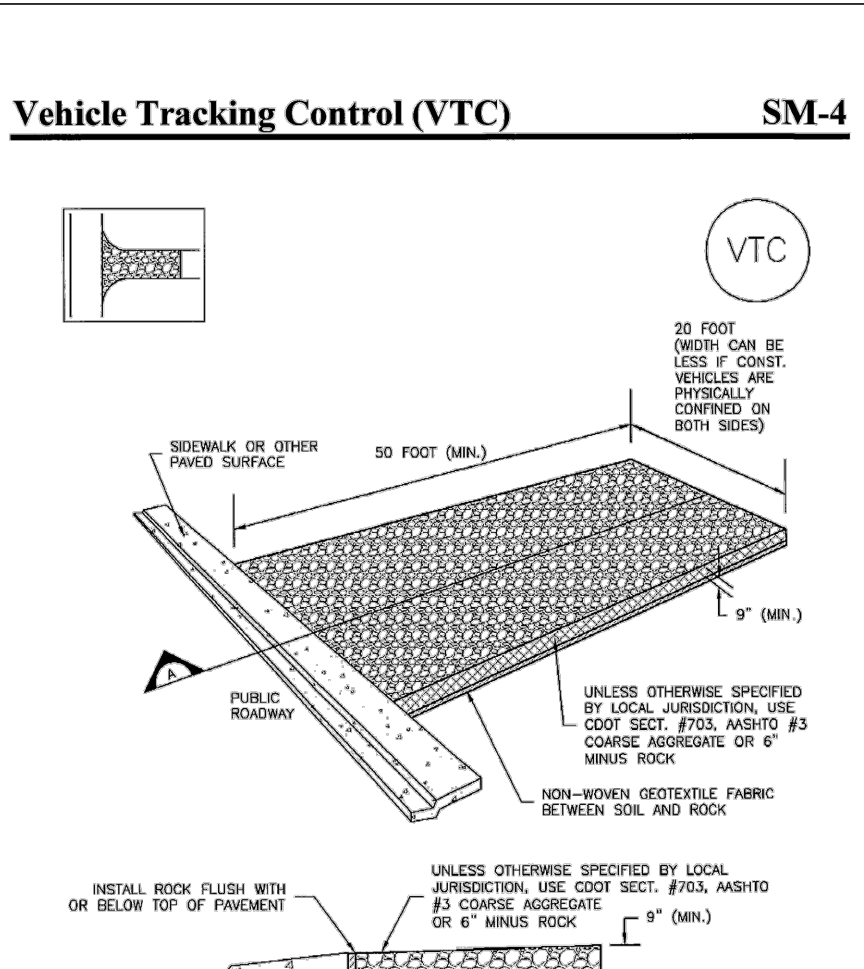 Vehicle Tracking Control (VTC)
SM-4
VTC
20 FOOT
(WIDTH CAN BE
LESS IF CONST.
VEHICLES ARE
PHYSICALLY
CONFINED ON
BOTH SIDES)
SIDEWALK OR OTHER
PAVED SURFACE
50 FOOT (MIN.)
9" (MIN.)
A
PUBLIC
ROADWAY
UNLESS OTHERWISE SPECIFIED
BY LOCAL JURISDICTION, USE
CDOT SECT. #703, AASHTO #3
COARSE AGGREGATE OR 6"
MINUS ROCK
NON-WOVEN GEOTEXTILE FABRIC
BETWEEN SOIL AND ROCK
INSTALL ROCK FLUSH WITH
OR BELOW TOP OF PAVEMENT
UNLESS OTHERWISE SPECIFIED BY LOCAL
JURISDICTION, USE CDOT SECT. #703, AASHTO
#3 COARSE AGGREGATE
OR 6" MINUS ROCK
9" (MIN.)